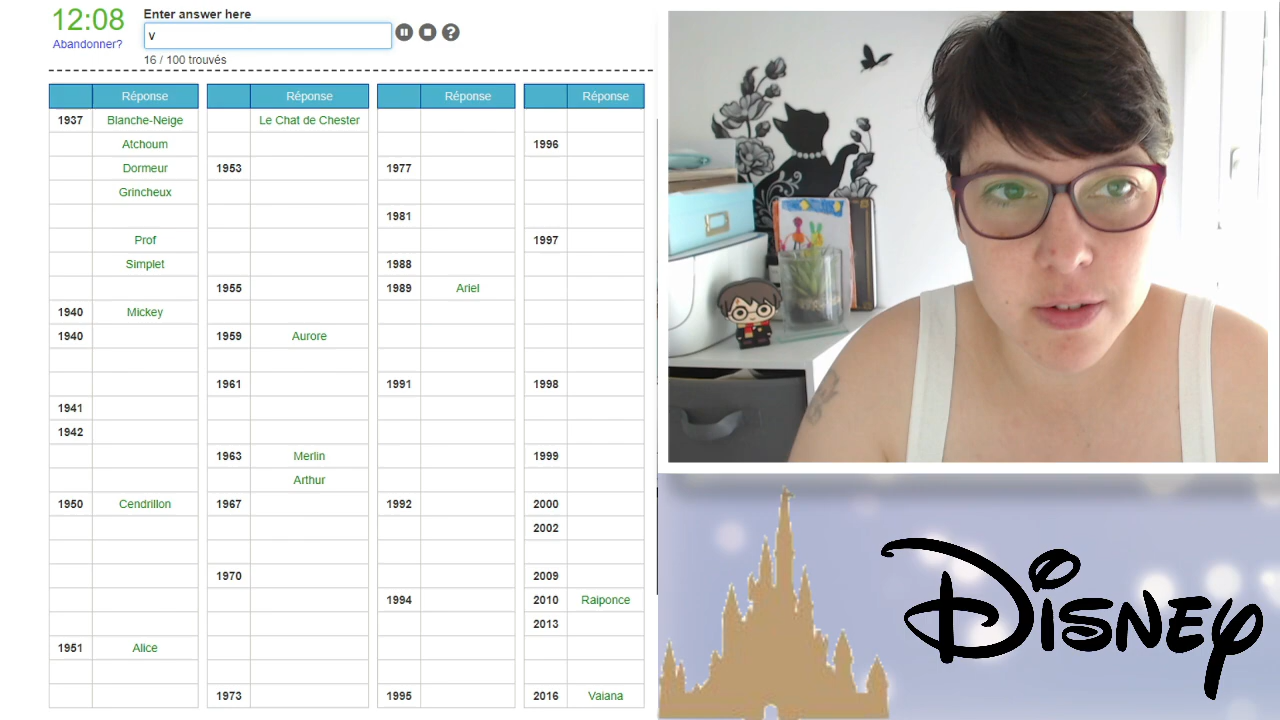 12:08
Abandonner?
Enter answer here
v
16 / 100 trouvés
Réponse Réponse Réponse Réponse
1937 Blanche-Neige Le Chat de Chester
Atchoum 1996
Dormeur 1953 1977
Grincheux
1981
Prof 1997
Simplet 1988
1955 1989 Ariel
1940 Mickey
1940 1959 Aurore
1961 1991 1998
1941
1942
1963 Merlin 1999
Arthur
1950 Cendrillon 1967 1992 2000
2002
1970 2009
1994 2010 Raiponce
2013
1951 Alice
1973 1995 2016 Vaiana
Disney